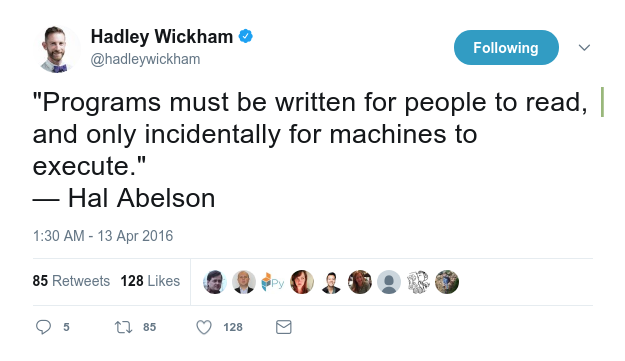 Hadley Wickham
@hadleywickham
Following
"Programs must be written for people to read,
and only incidentally for machines to
execute."
— Hal Abelson
1:30 AM - 13 Apr 2016
85 Retweets 128 Likes
Py
5 85 128